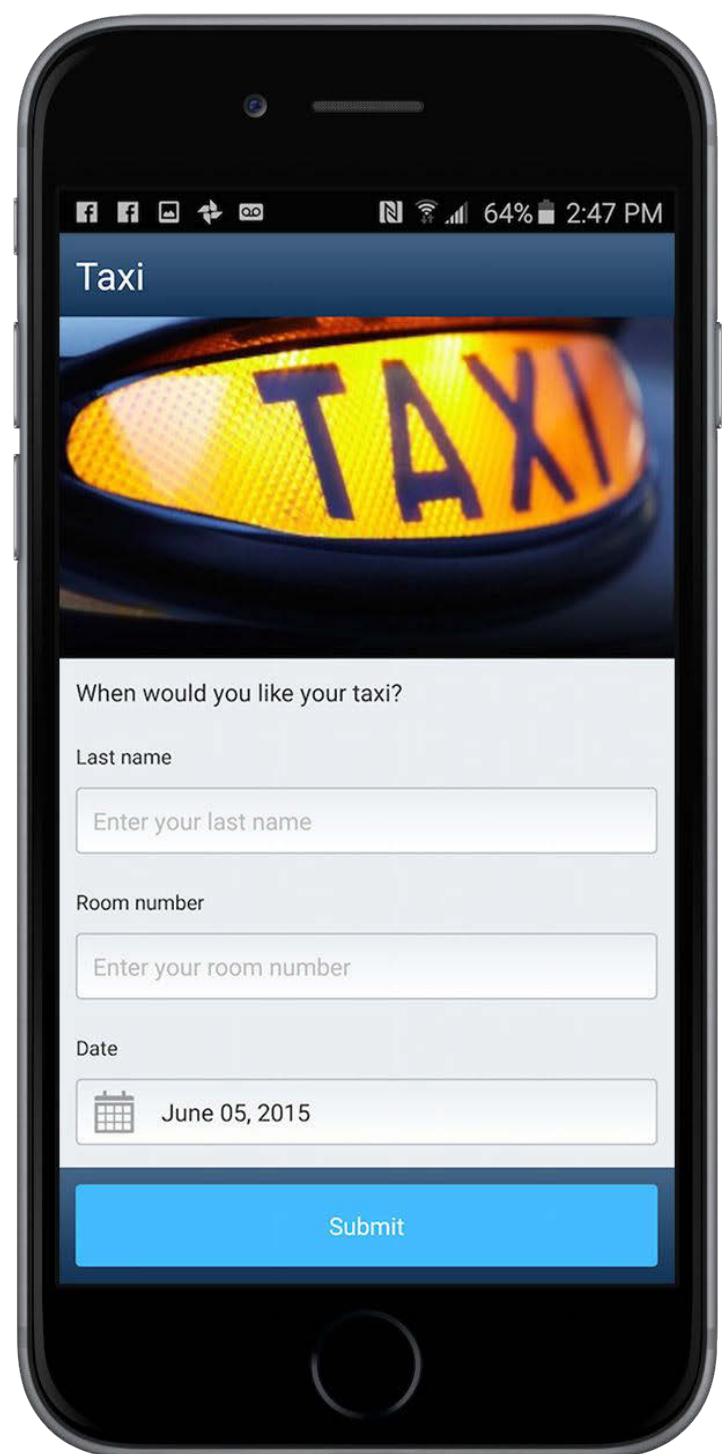 64% 2:47 PM
Taxi
TAXI
When would you like your taxi?
Last name
Enter your last name
Room number
Enter your room number
Date
June 05, 2015
Submit